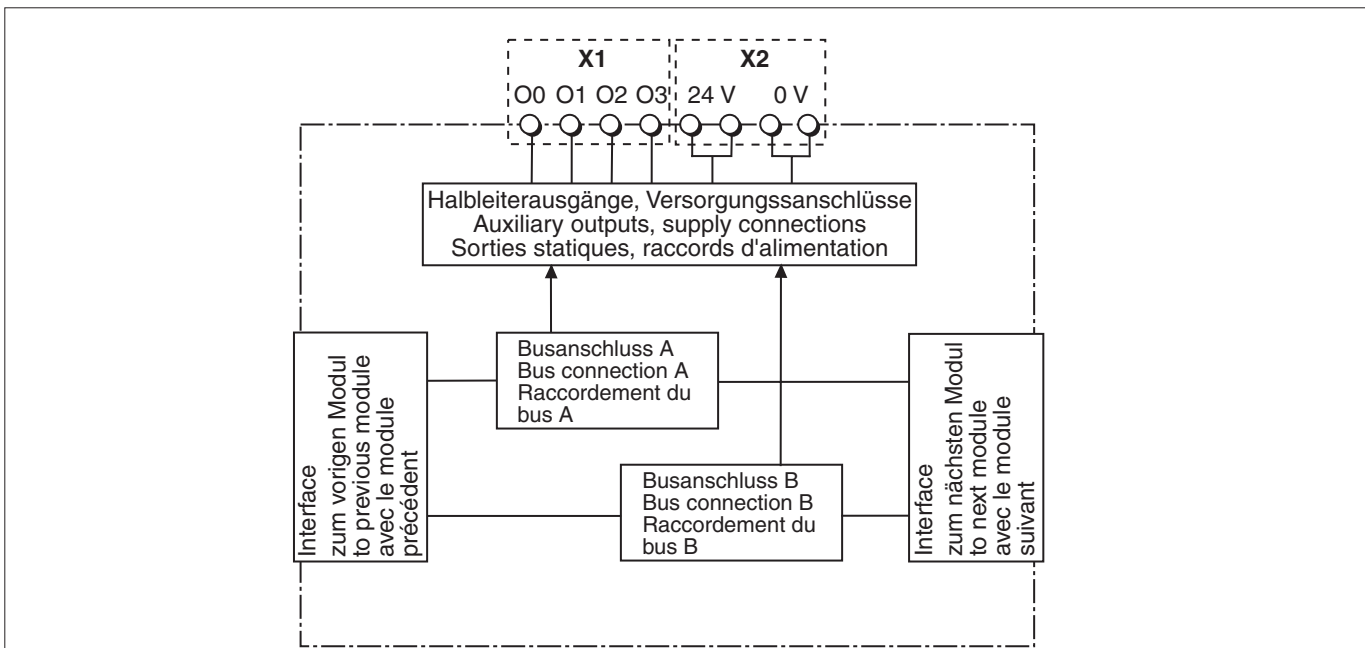 X1 X2
O0 O1 O2 O3 24 V 0 V
Halbleiterausgänge, Versorgungssanschlüsse
Auxiliary outputs, supply connections
Sorties statiques, raccords d'alimentation
Interface
zum vorigen Modul
to previous module
avec le module
précédent
Busanschluss A
Bus connection A
Raccordement du
bus A
Busanschluss B
Bus connection B
Raccordement du
bus B
Interface
zum nächsten Modul
to next module
avec le module
suivant